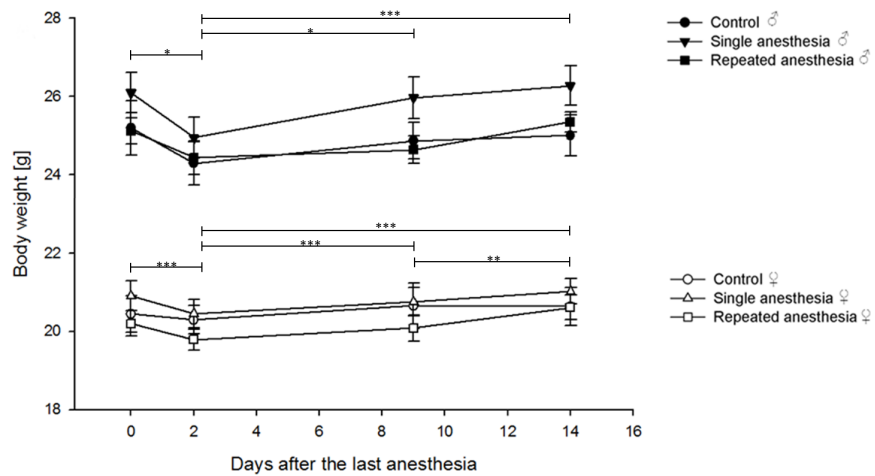 28
26
24
22
20
18
Body weight [g]
***
*
*
***
***
**
***
0
2
4
6
8
10
12
14
16
Days after the last anesthesia
Control ♂
Single anesthesia ♂
Repeated anesthesia ♂
Control ♀
Single anesthesia ♀
Repeated anesthesia ♀